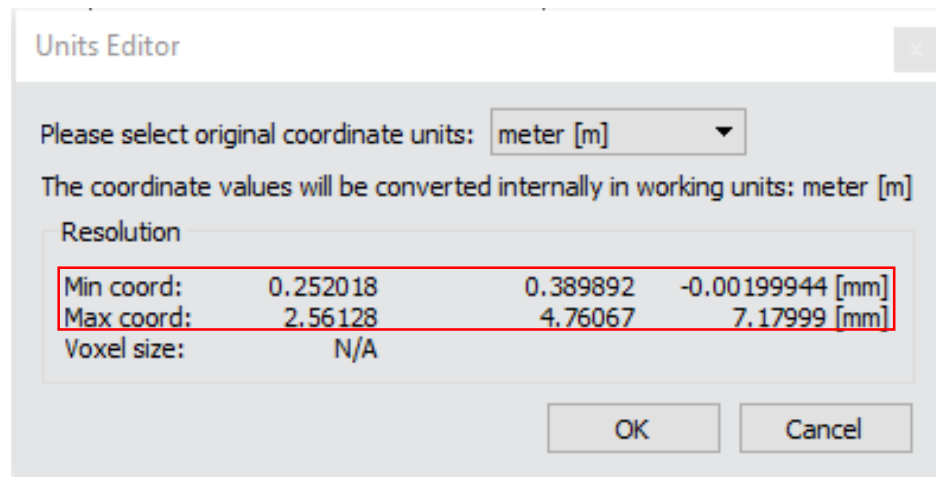 Units Editor
x
Please select original coordinate units: meter [m]
The coordinate values will be converted internally in working units: meter [m]
Resolution
Min coord: 0.252018 0.389892 -0.00199944 [mm]
Max coord: 2.56128 4.76067 7.17999 [mm]
Voxel size: N/A
OK Cancel